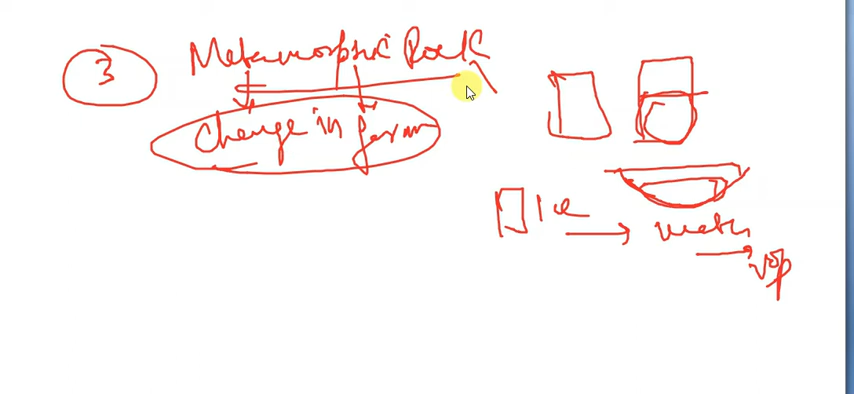 3 Metamorphic Rock
Change in form
Ice → water
→ vap